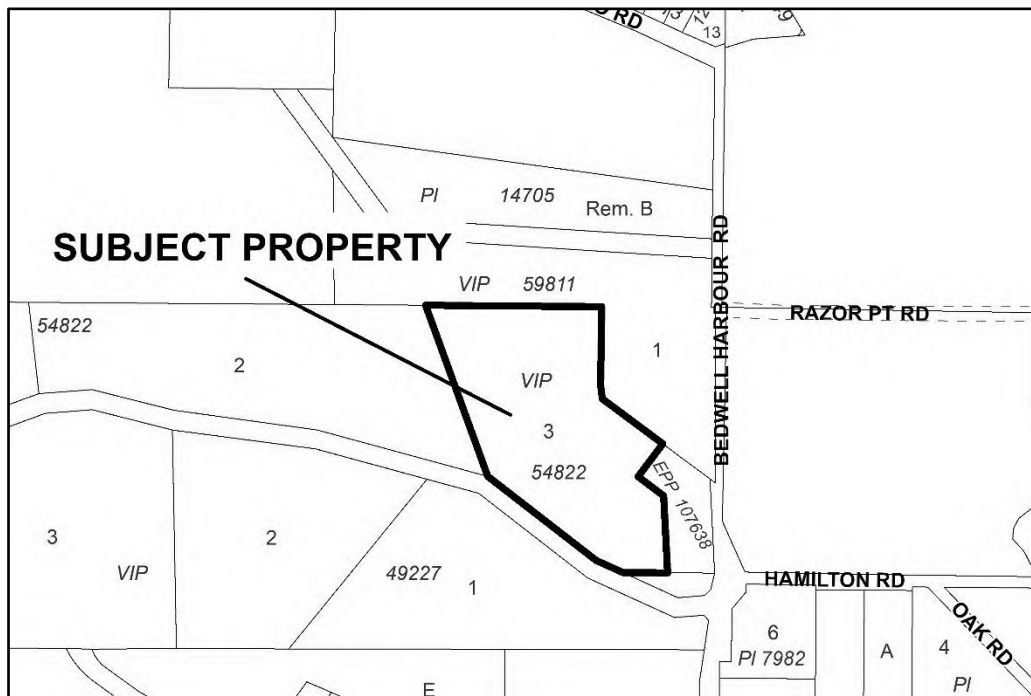 RD
13
12
PI 14705 Rem. B
SUBJECT PROPERTY
VIP 59811
BEDWELL HARBOUR RD
RAZOR PT RD
54822
2
1
VIP
3
54822
EPP 107638
3
VIP
2
49227
1
HAMILTON RD
6
PI 7982
A
4
PI
OAK RD
E